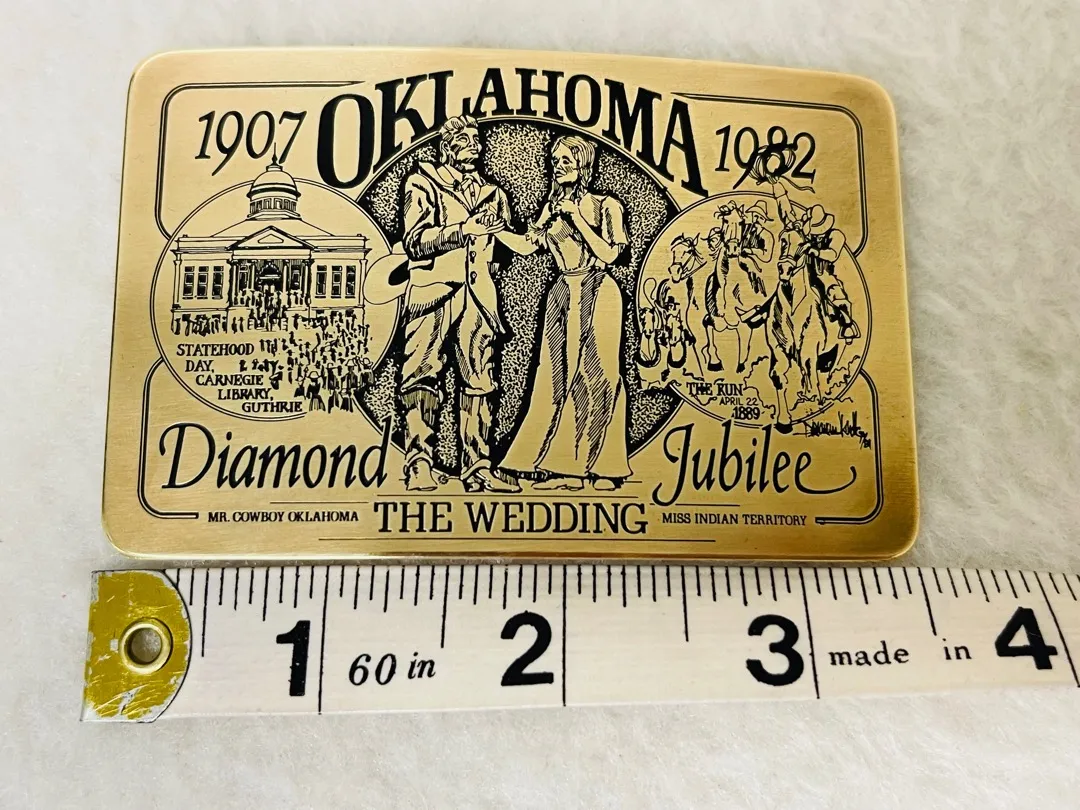 OKLAHOMA
1907 1982
STATEHOOD
DAY,
CARNEGIE
LIBRARY,
GUTHRIE
THE RUN
APRIL 22
1889
Diamond Jubilee
MR. COWBOY OKLAHOMA THE WEDDING MISS INDIAN TERRITORY
1 60 in 2 3 made in 4